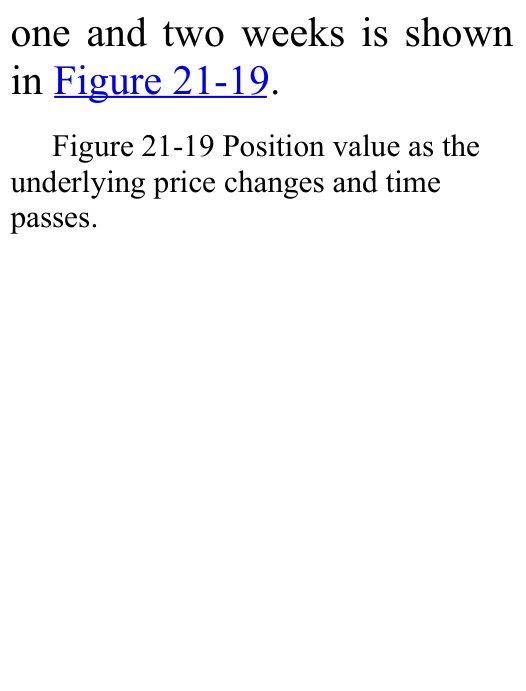 one and two weeks is shown
in Figure 21-19.
Figure 21-19 Position value as the
underlying price changes and time
passes.